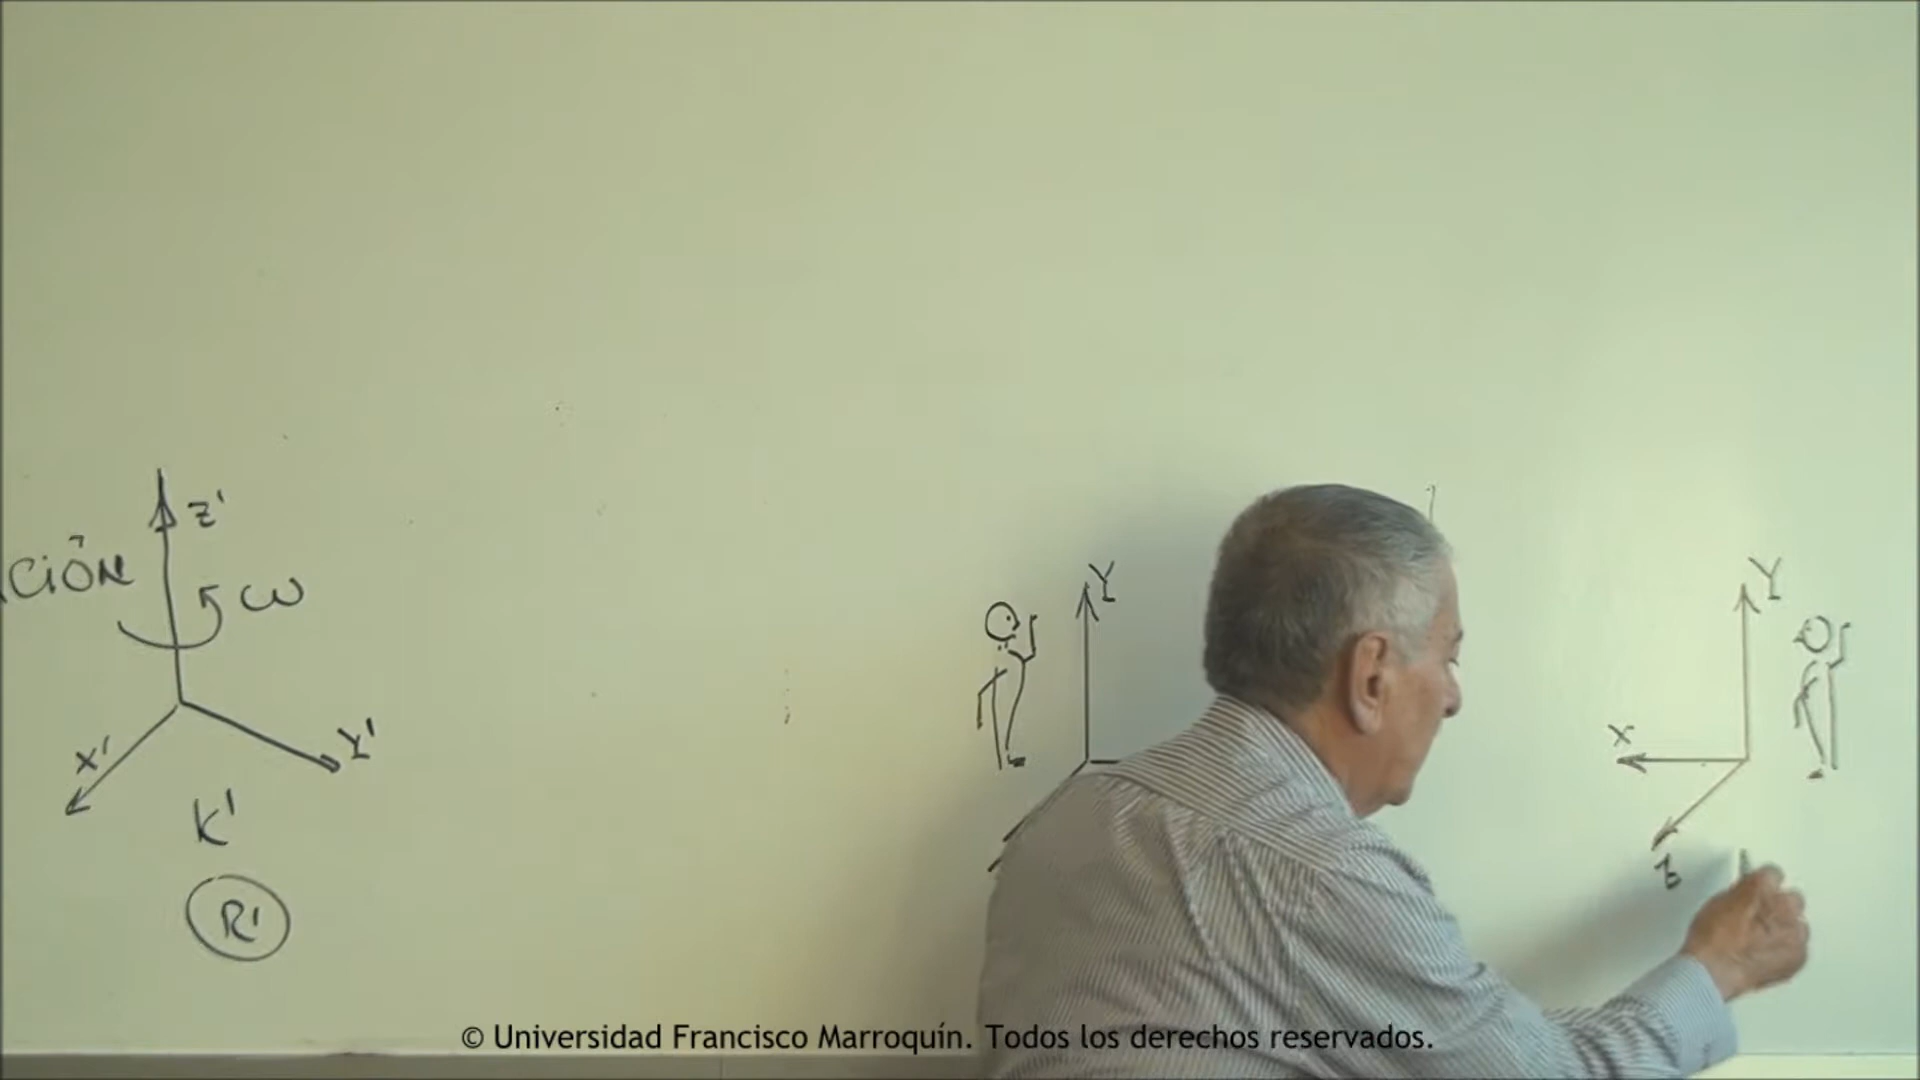 Z'
CIÓN
ω
X'
Y'
K'
R'
Y
Y
X
Z
© Universidad Francisco Marroquín. Todos los derechos reservados.